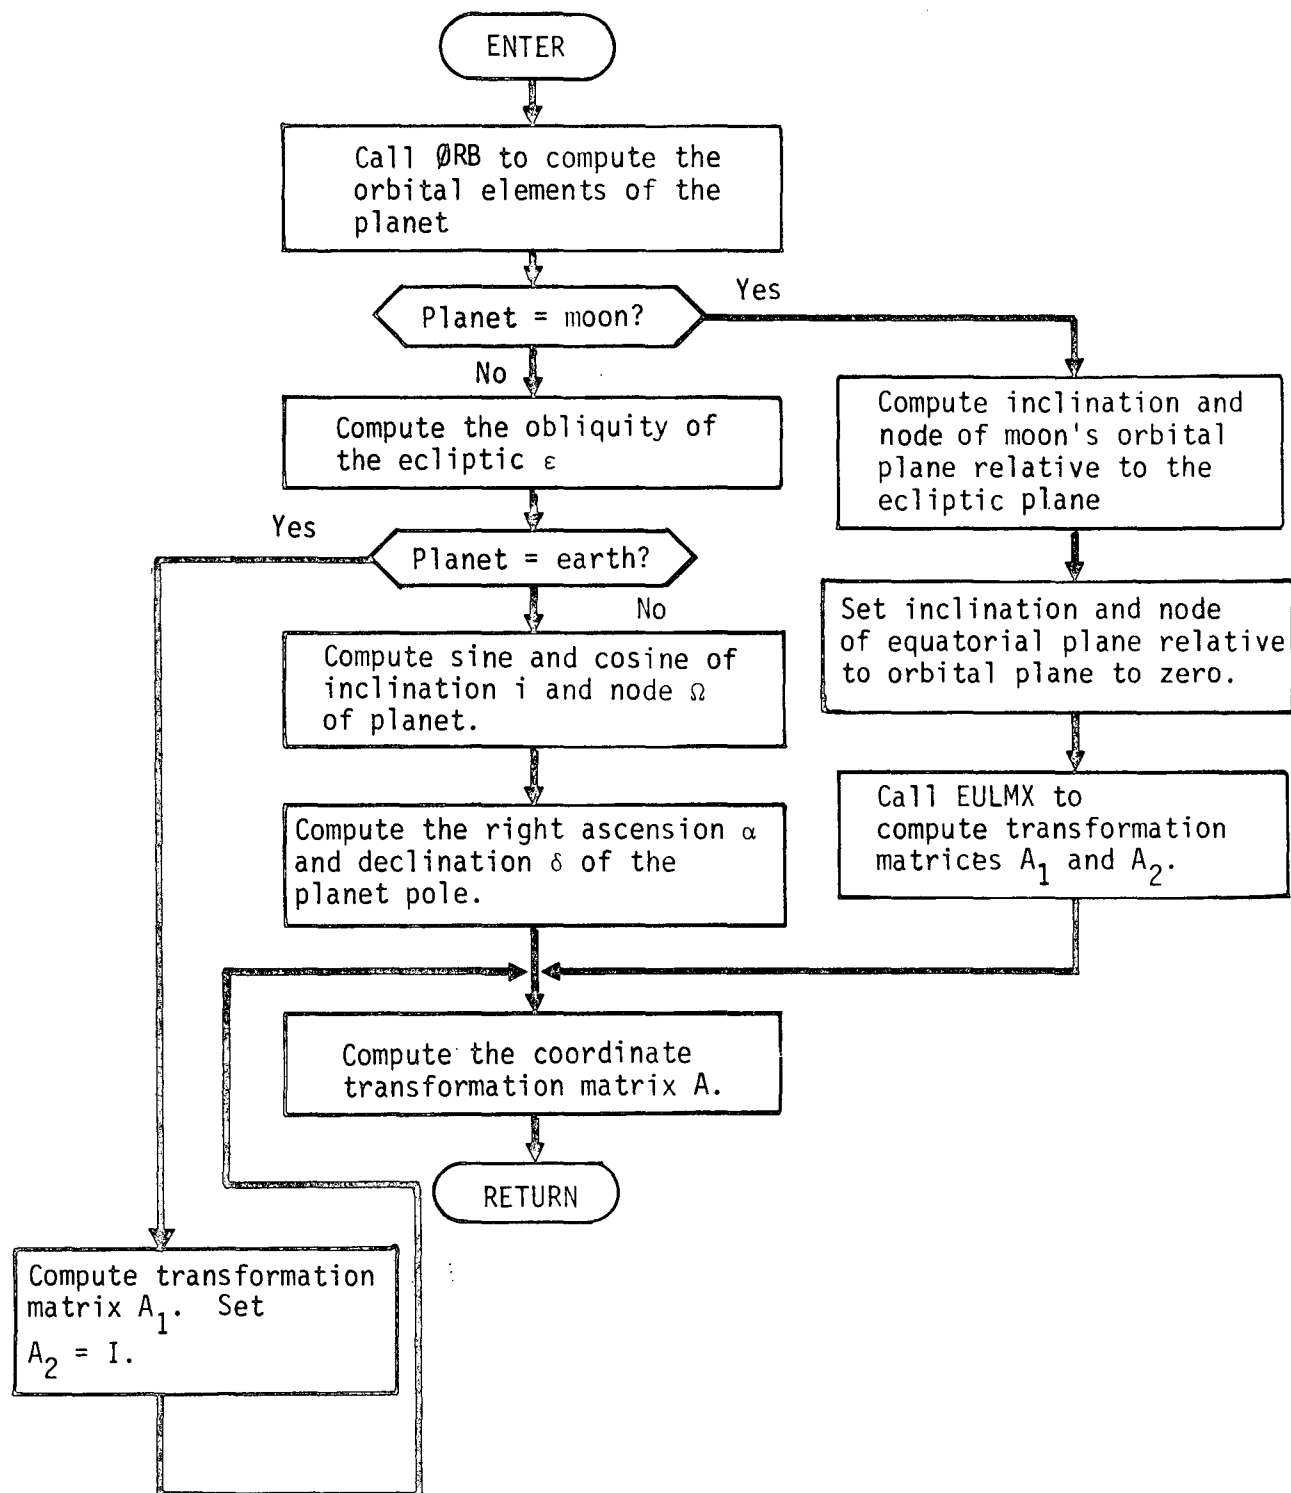 ENTER
Call ØRB to compute the
orbital elements of the
planet
Planet = moon?
Yes
No
Compute the obliquity of
the ecliptic ε
Yes
Planet = earth?
No
Compute sine and cosine of
inclination i and node Ω
of planet.
Compute the right ascension α
and declination δ of the
planet pole.
Compute inclination and
node of moon's orbital
plane relative to the
ecliptic plane
Set inclination and node
of equatorial plane relative
to orbital plane to zero.
Call EULMX to
compute transformation
matrices A₁ and A₂.
Compute the coordinate
transformation matrix A.
RETURN
Compute transformation
matrix A₁. Set
A₂ = I.